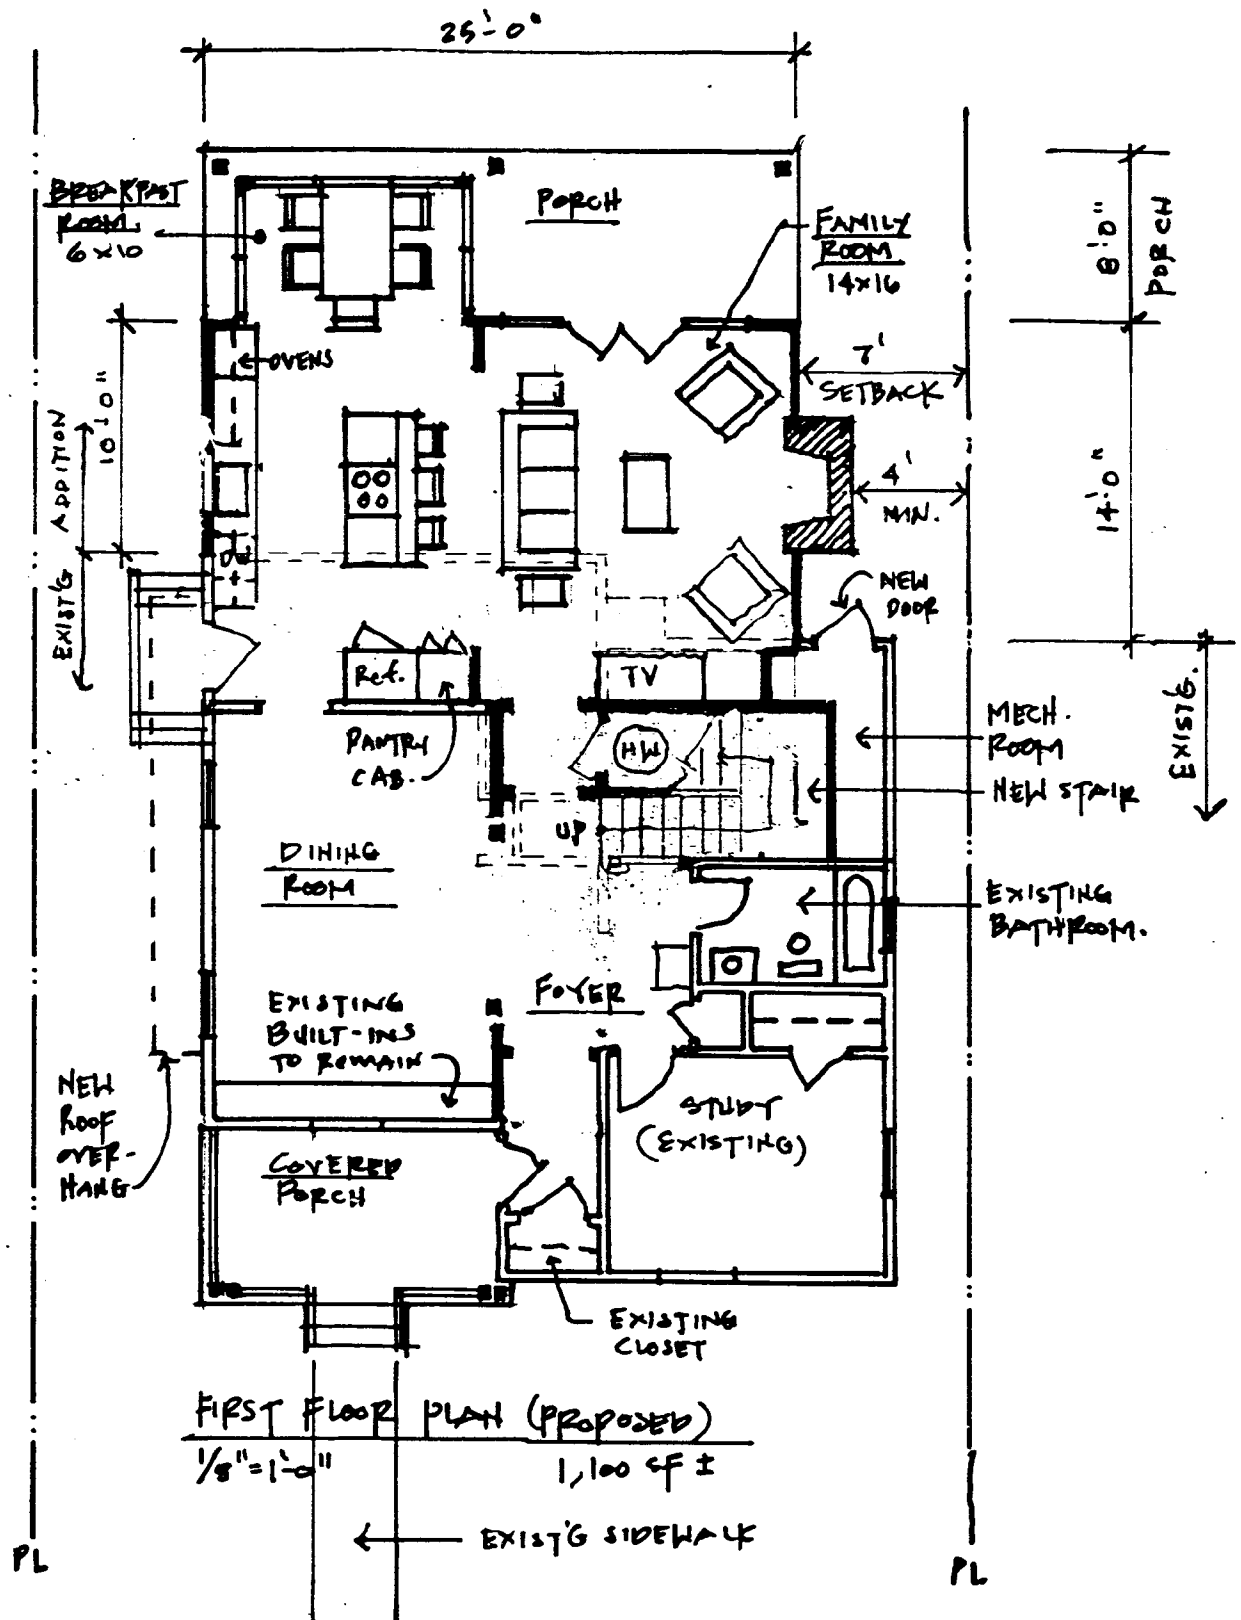 25'-0"
BREAKFAST
ROOM.
6x10
PORCH
FAMILY
ROOM
14x16
8'0"
PORCH
OVENS
7'
SETBACK
10'0"
ADDITION
EXIST'G
4'
MIN.
14'0"
DW
NEW
DOOR
Ref.
TV
EXIST'G.
PANTRY
CAB.
HW
MECH.
ROOM
NEW STAIR
UP
DINING
ROOM
EXISTING
BATHROOM.
FOYER
EXISTING
BUILT-INS
TO REMAIN
NEW
ROOF
OVER-
HANG
STUDY
(EXISTING)
COVERED
PORCH
EXISTING
CLOSET
FIRST FLOOR PLAN (PROPOSED)
1/8"=1'-0" 1,100 SF ±
EXIST'G SIDEWALK
PL
PL